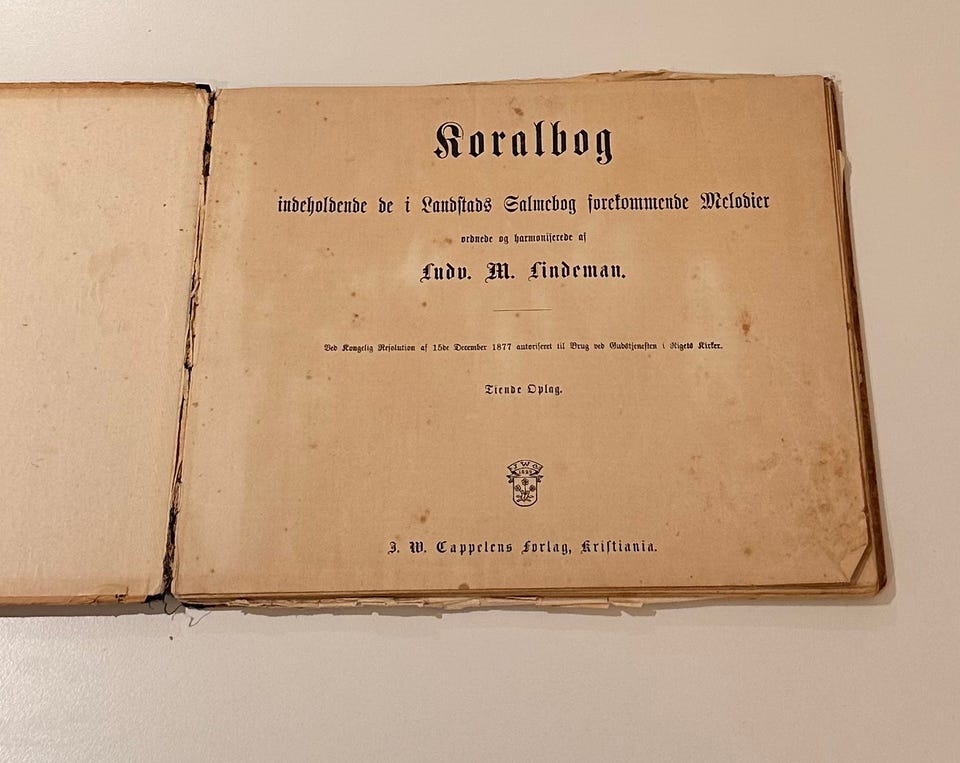 Koralbog
indeholdende de i Landstads Salmebog forekommende Melodier
ordnede og harmoniserede af
Ludv. M. Lindeman.
Ved Kongelig Resolution af 15de December 1877 autoriseret til Brug ved Gudstjenesten i Rigets Kirker.
Tiende Oplag.
J W C
J. W. Cappelens Forlag, Kristiania.